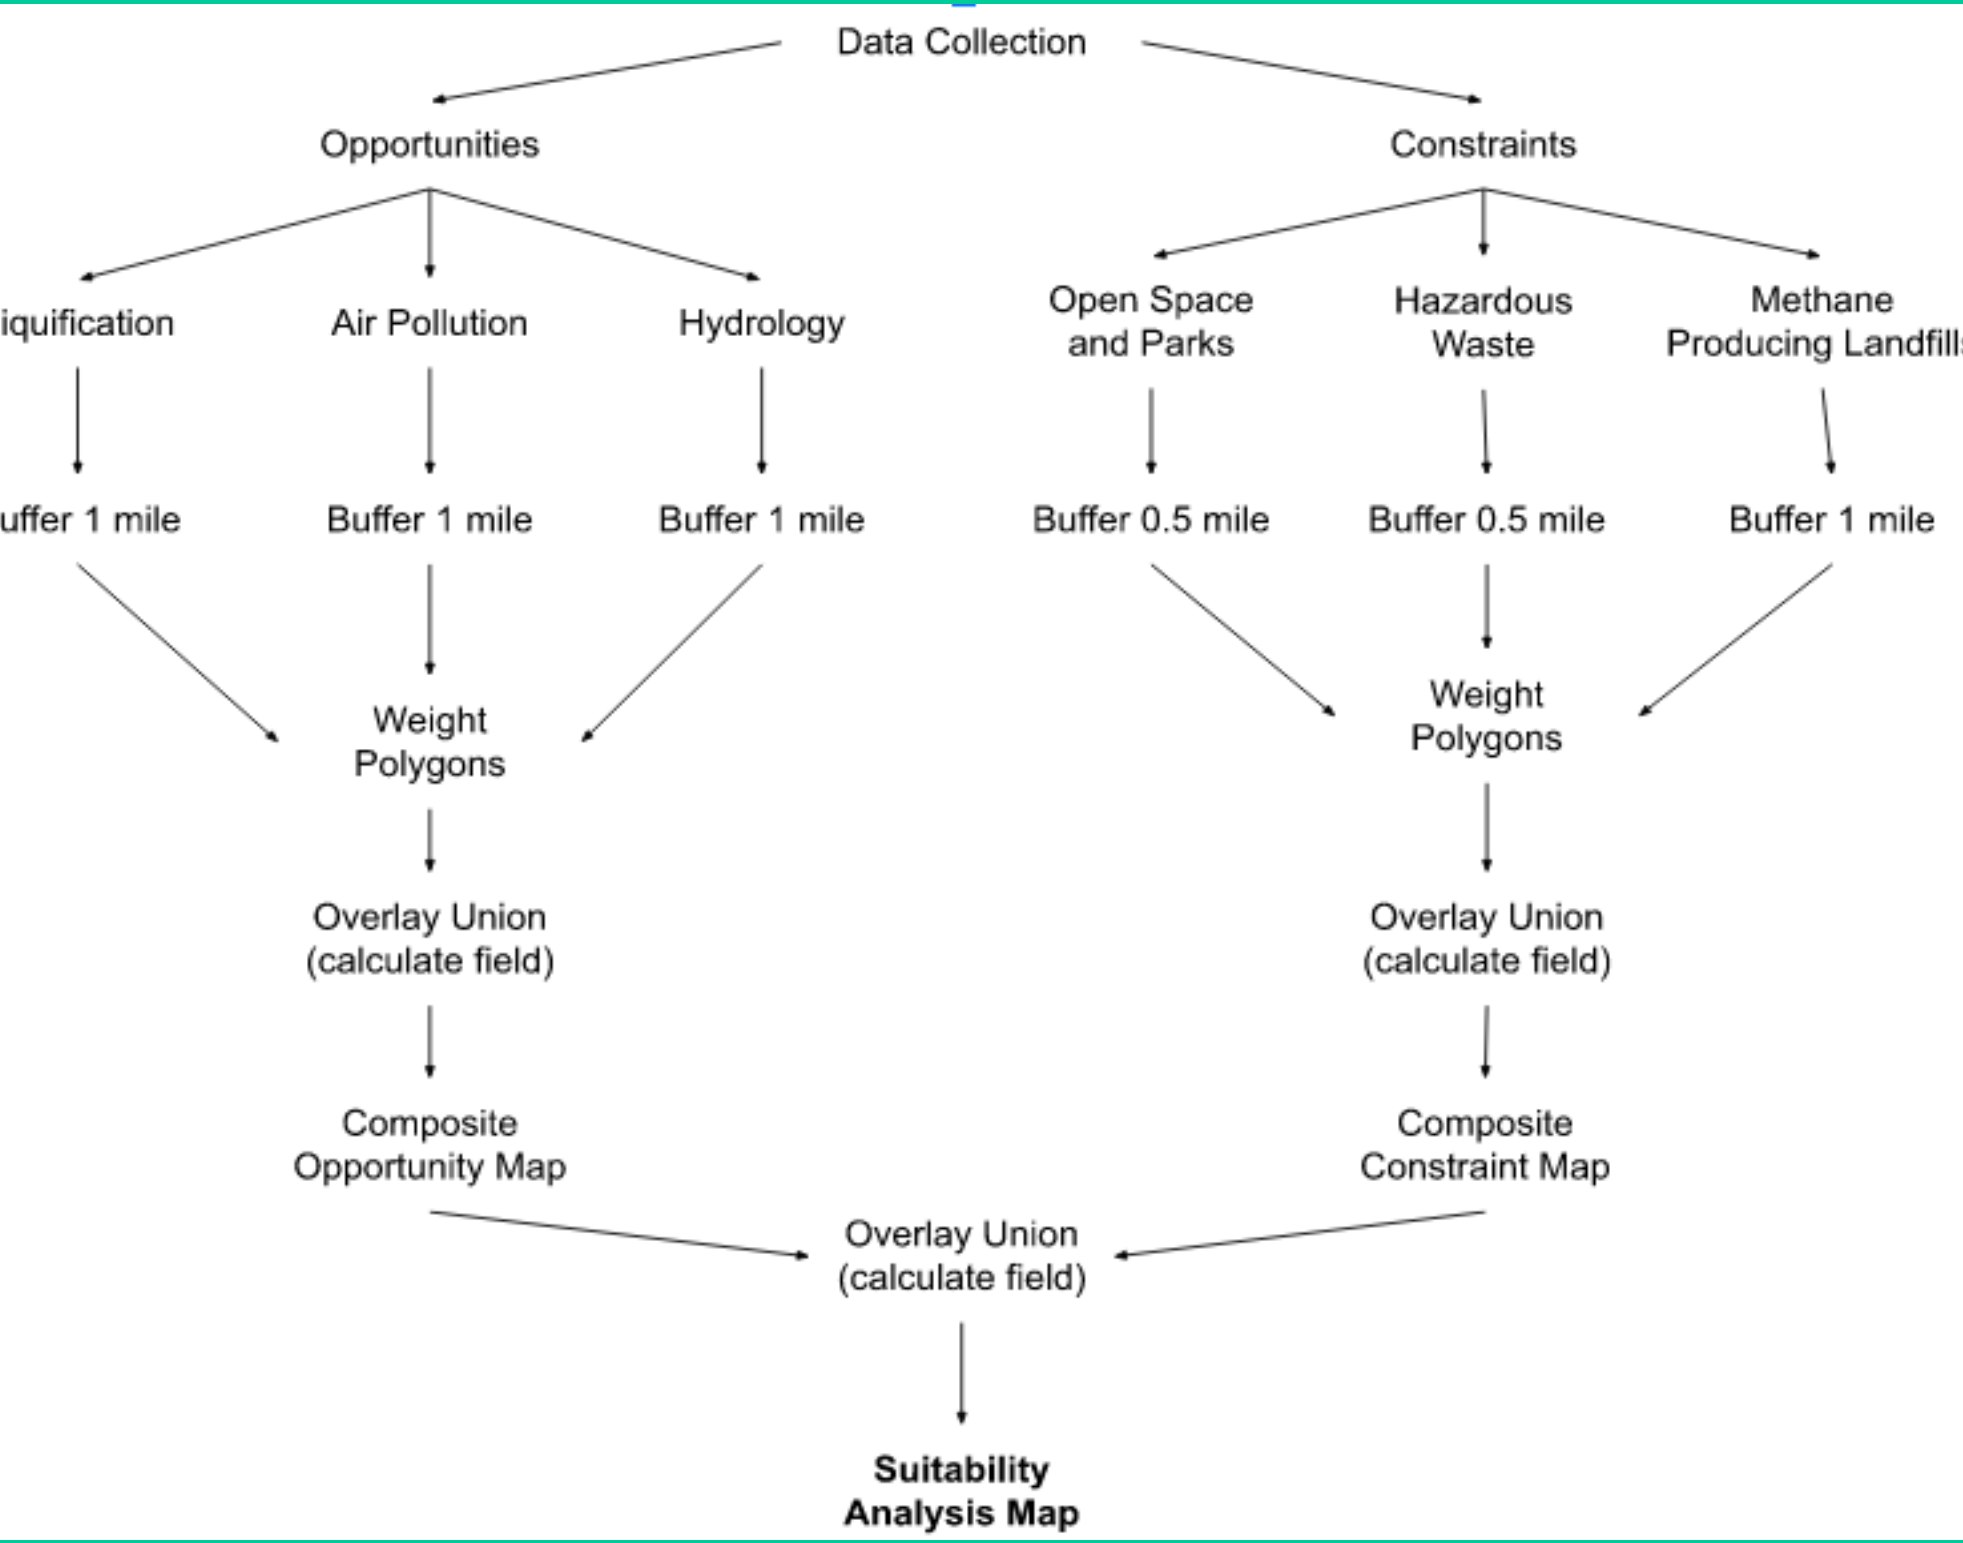 Data Collection
Opportunities
Constraints
iquification
Air Pollution
Hydrology
Open Space
and Parks
Hazardous
Waste
Methane
Producing Landfills
uffer 1 mile
Buffer 1 mile
Buffer 1 mile
Buffer 0.5 mile
Buffer 0.5 mile
Buffer 1 mile
Weight
Polygons
Weight
Polygons
Overlay Union
(calculate field)
Overlay Union
(calculate field)
Composite
Opportunity Map
Composite
Constraint Map
Overlay Union
(calculate field)
Suitability
Analysis Map